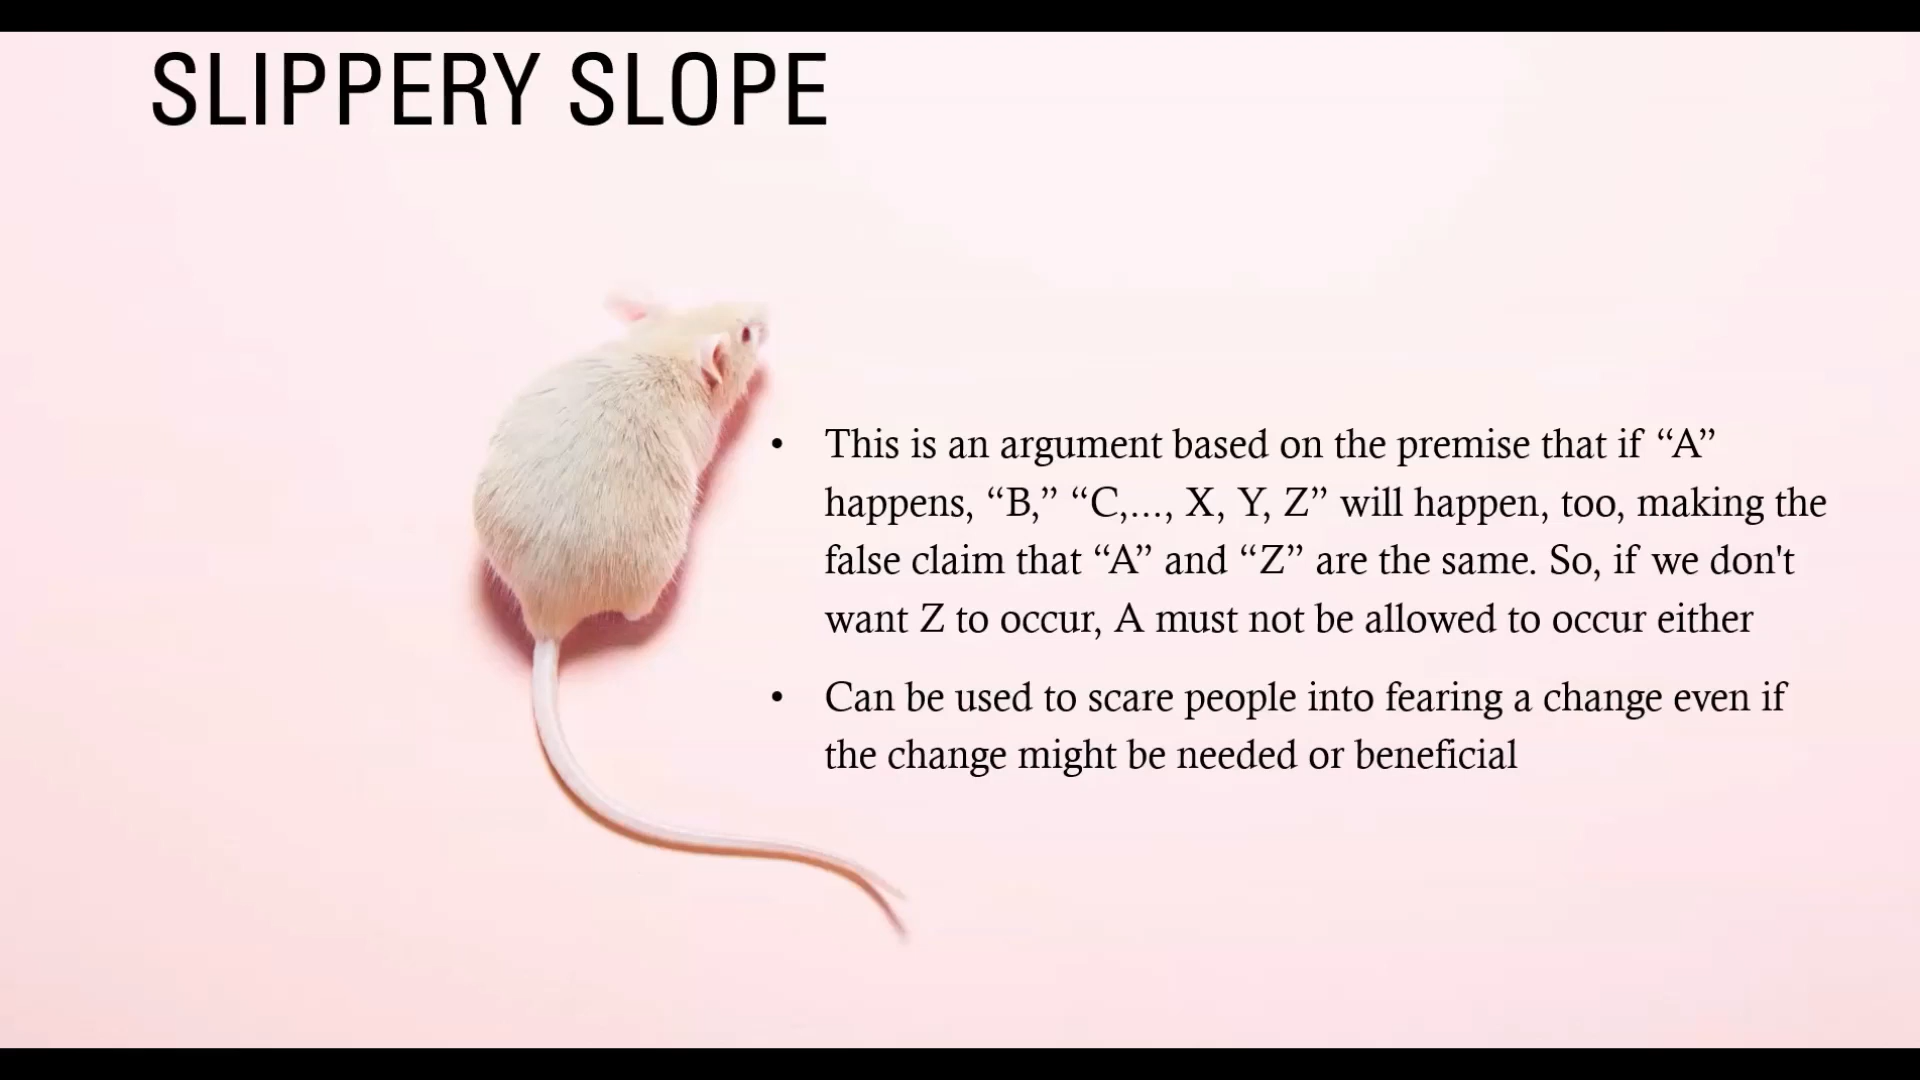 SLIPPERY SLOPE
• This is an argument based on the premise that if “A”
happens, “B,” “C,..., X, Y, Z” will happen, too, making the
false claim that “A” and “Z” are the same. So, if we don't
want Z to occur, A must not be allowed to occur either
• Can be used to scare people into fearing a change even if
the change might be needed or beneficial